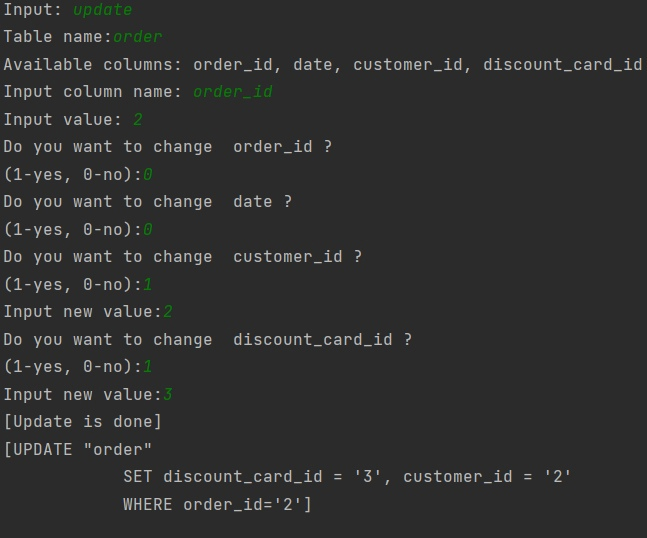 Input: update
Table name:order
Available columns: order_id, date, customer_id, discount_card_id
Input column name: order_id
Input value: 2
Do you want to change  order_id ?
(1-yes, 0-no):0
Do you want to change  date ?
(1-yes, 0-no):0
Do you want to change  customer_id ?
(1-yes, 0-no):1
Input new value:2
Do you want to change  discount_card_id ?
(1-yes, 0-no):1
Input new value:3
[Update is done]
[UPDATE "order"
            SET discount_card_id = '3', customer_id = '2'
            WHERE order_id='2']